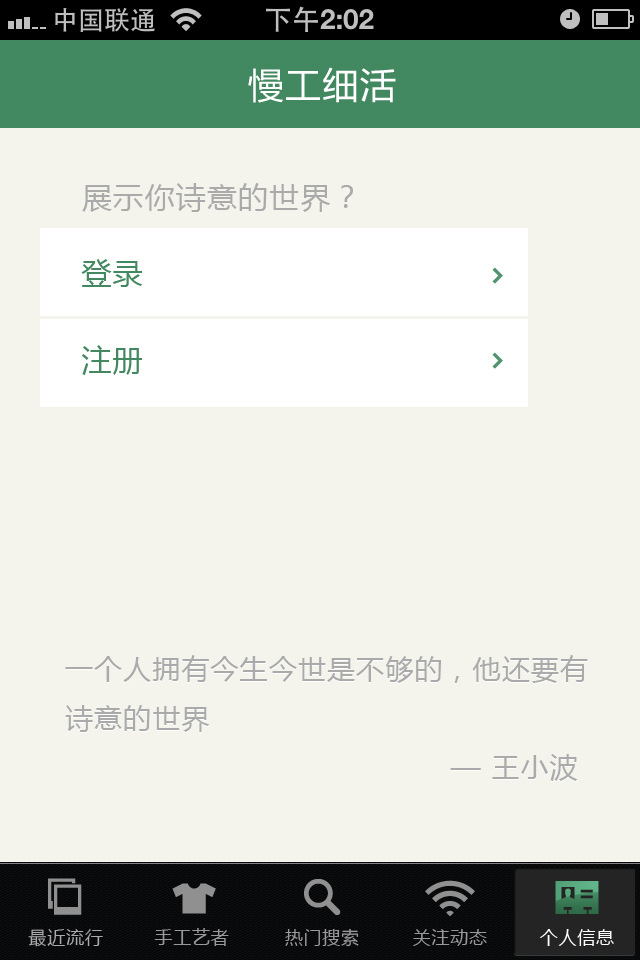 中国联通 下午2:02
慢工细活
展示你诗意的世界？
登录
注册
一个人拥有今生今世是不够的，他还要有
诗意的世界
— 王小波
最近流行 手工艺者 热门搜索 关注动态 个人信息